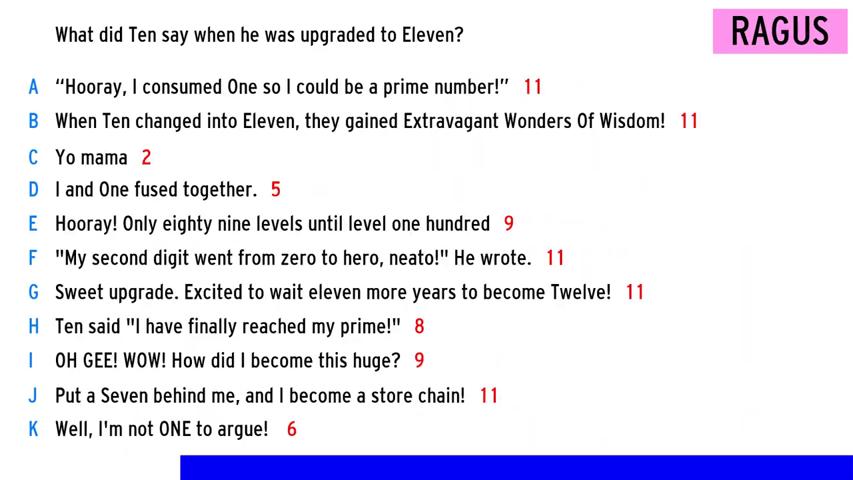 What did Ten say when he was upgraded to Eleven?
RAGUS
A “Hooray, I consumed One so I could be a prime number!” 11
B When Ten changed into Eleven, they gained Extravagant Wonders Of Wisdom! 11
C Yo mama 2
D I and One fused together. 5
E Hooray! Only eighty nine levels until level one hundred 9
F "My second digit went from zero to hero, neato!" He wrote. 11
G Sweet upgrade. Excited to wait eleven more years to become Twelve! 11
H Ten said "I have finally reached my prime!" 8
I OH GEE! WOW! How did I become this huge? 9
J Put a Seven behind me, and I become a store chain! 11
K Well, I'm not ONE to argue! 6